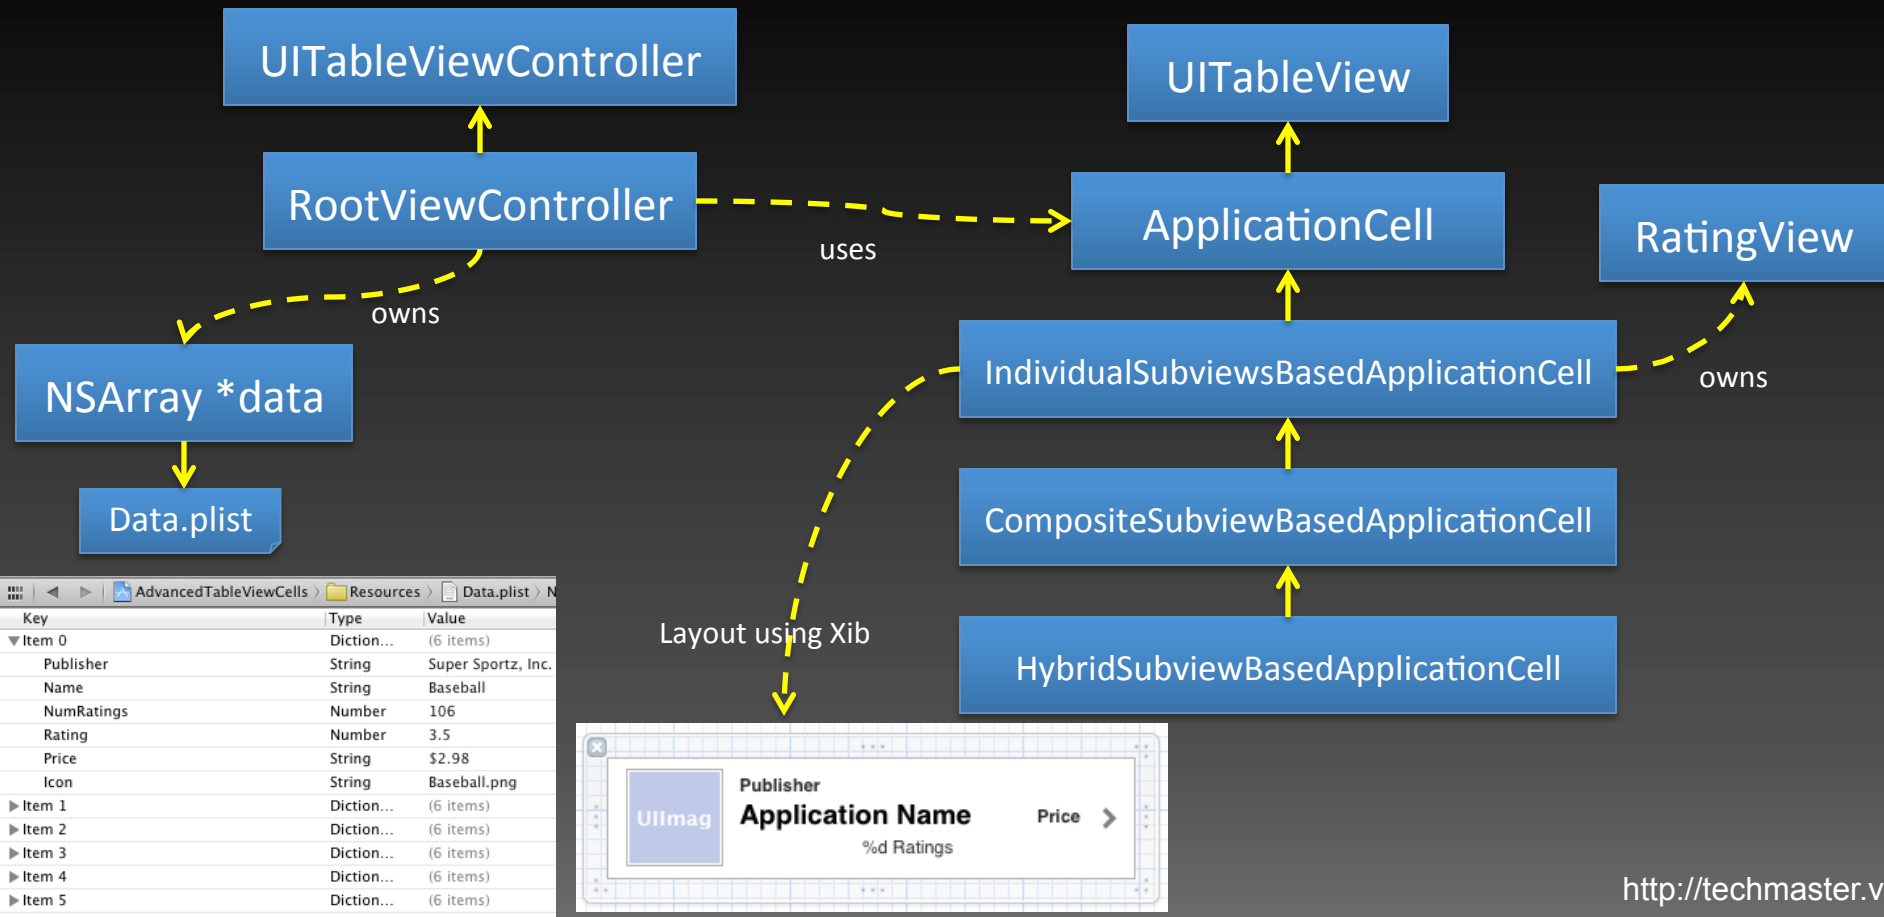 UITableViewController
UITableView
RootViewController
ApplicationCell
RatingView
uses
owns
NSArray *data
IndividualSubviewsBasedApplicationCell
owns
Data.plist
CompositeSubviewBasedApplicationCell
Layout using Xib
HybridSubviewBasedApplicationCell
AdvancedTableViewCells Resources Data.plist N
Key Type Value
Item 0 Diction... (6 items)
Publisher String Super Sportz, Inc.
Name String Baseball
NumRatings Number 106
Rating Number 3.5
Price String $2.98
Icon String Baseball.png
Item 1 Diction... (6 items)
Item 2 Diction... (6 items)
Item 3 Diction... (6 items)
Item 4 Diction... (6 items)
Item 5 Diction... (6 items)
UIImag
Publisher
Application Name
Price
%d Ratings
http://techmaster.v